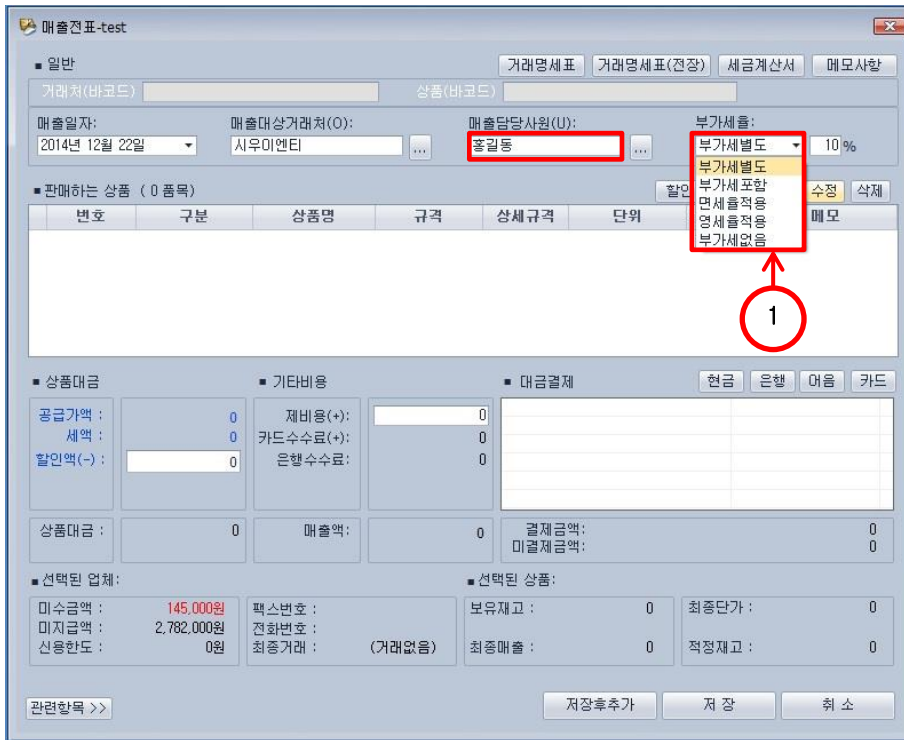 매출전표-test
■ 일반 거래명세표 거래명세표(전장) 세금계산서 메모사항
거래처(바코드) 상품(바코드)
매출일자: 매출대상거래처(O): 매출담당사원(U): 부가세율:
2014년 12월 22일 시우미엔티 ... 홍길동 ... 부가세별도 10 %
부가세별도
■ 판매하는 상품 ( 0 품목) 부가세포함 수정 삭제
번호 구분 상품명 규격 상세규격 단위 면세율적용 메모
영세율적용
부가세없음
1
■ 상품대금 ■ 기타비용 ■ 대금결제 현금 은행 어음 카드
공급가액 : 0 제비용(+): 0
세액 : 0 카드수수료(+): 0
할인액(-) : 0 은행수수료: 0
상품대금 : 0 매출액: 0 결제금액: 0
미결제금액: 0
■ 선택된 업체: ■ 선택된 상품:
미수금액 : 145,000원 팩스번호 : 보유재고 : 0 최종단가 : 0
미지급액 : 2,782,000원 전화번호 :
신용한도 : 0원 최종거래 : (거래없음) 최종매출 : 0 적정재고 : 0
관련항목 >> 저장후추가 저 장 취 소